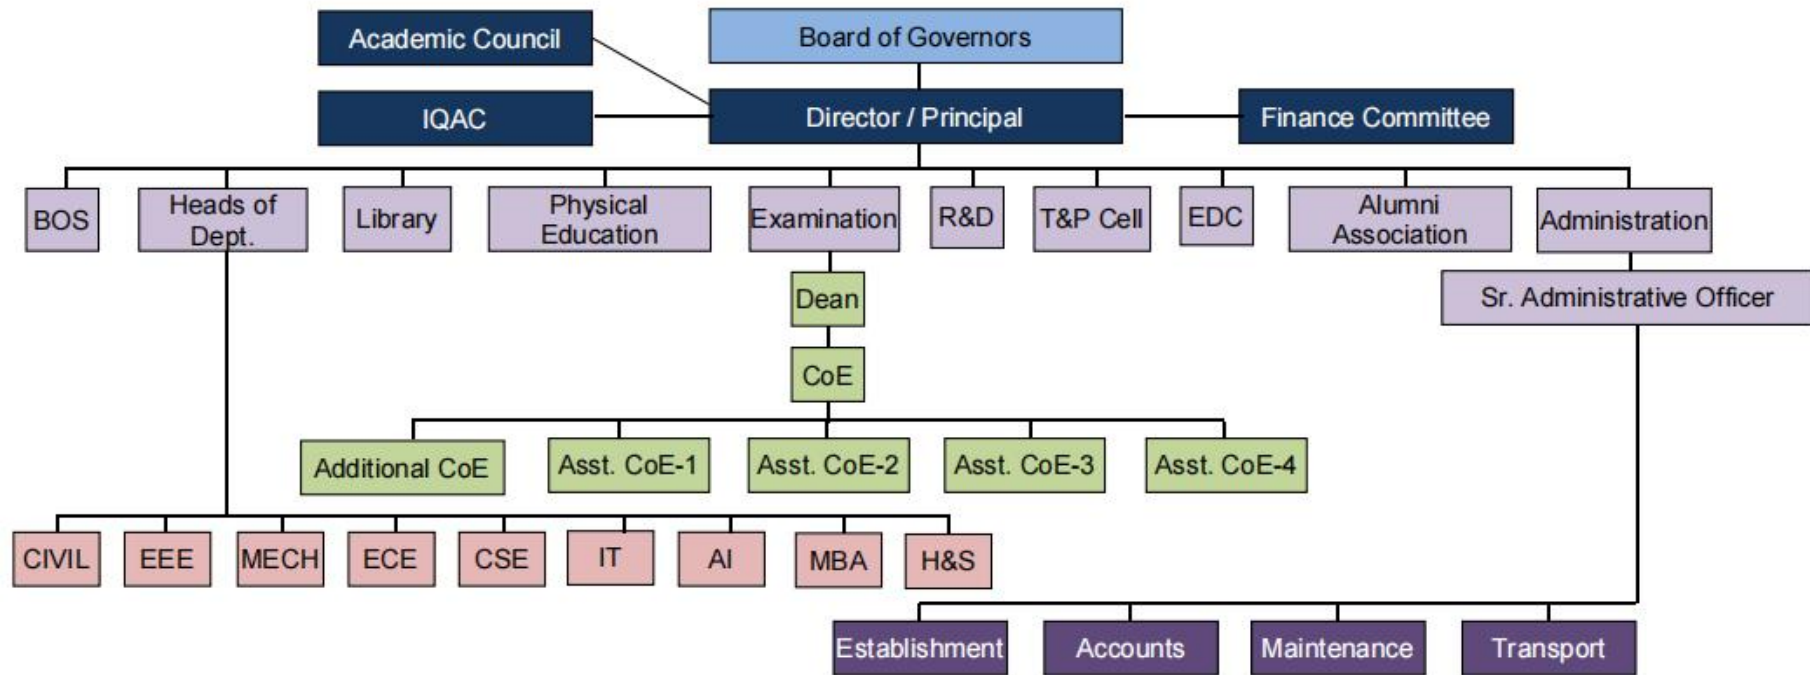 Academic Council
Board of Governors
IQAC
Director / Principal
Finance Committee
BOS
Heads of
Dept.
Library
Physical
Education
Examination
R&D
T&P Cell
EDC
Alumni
Association
Administration
Dean
Sr. Administrative Officer
CoE
Additional CoE
Asst. CoE-1
Asst. CoE-2
Asst. CoE-3
Asst. CoE-4
CIVIL
EEE
MECH
ECE
CSE
IT
AI
MBA
H&S
Establishment
Accounts
Maintenance
Transport